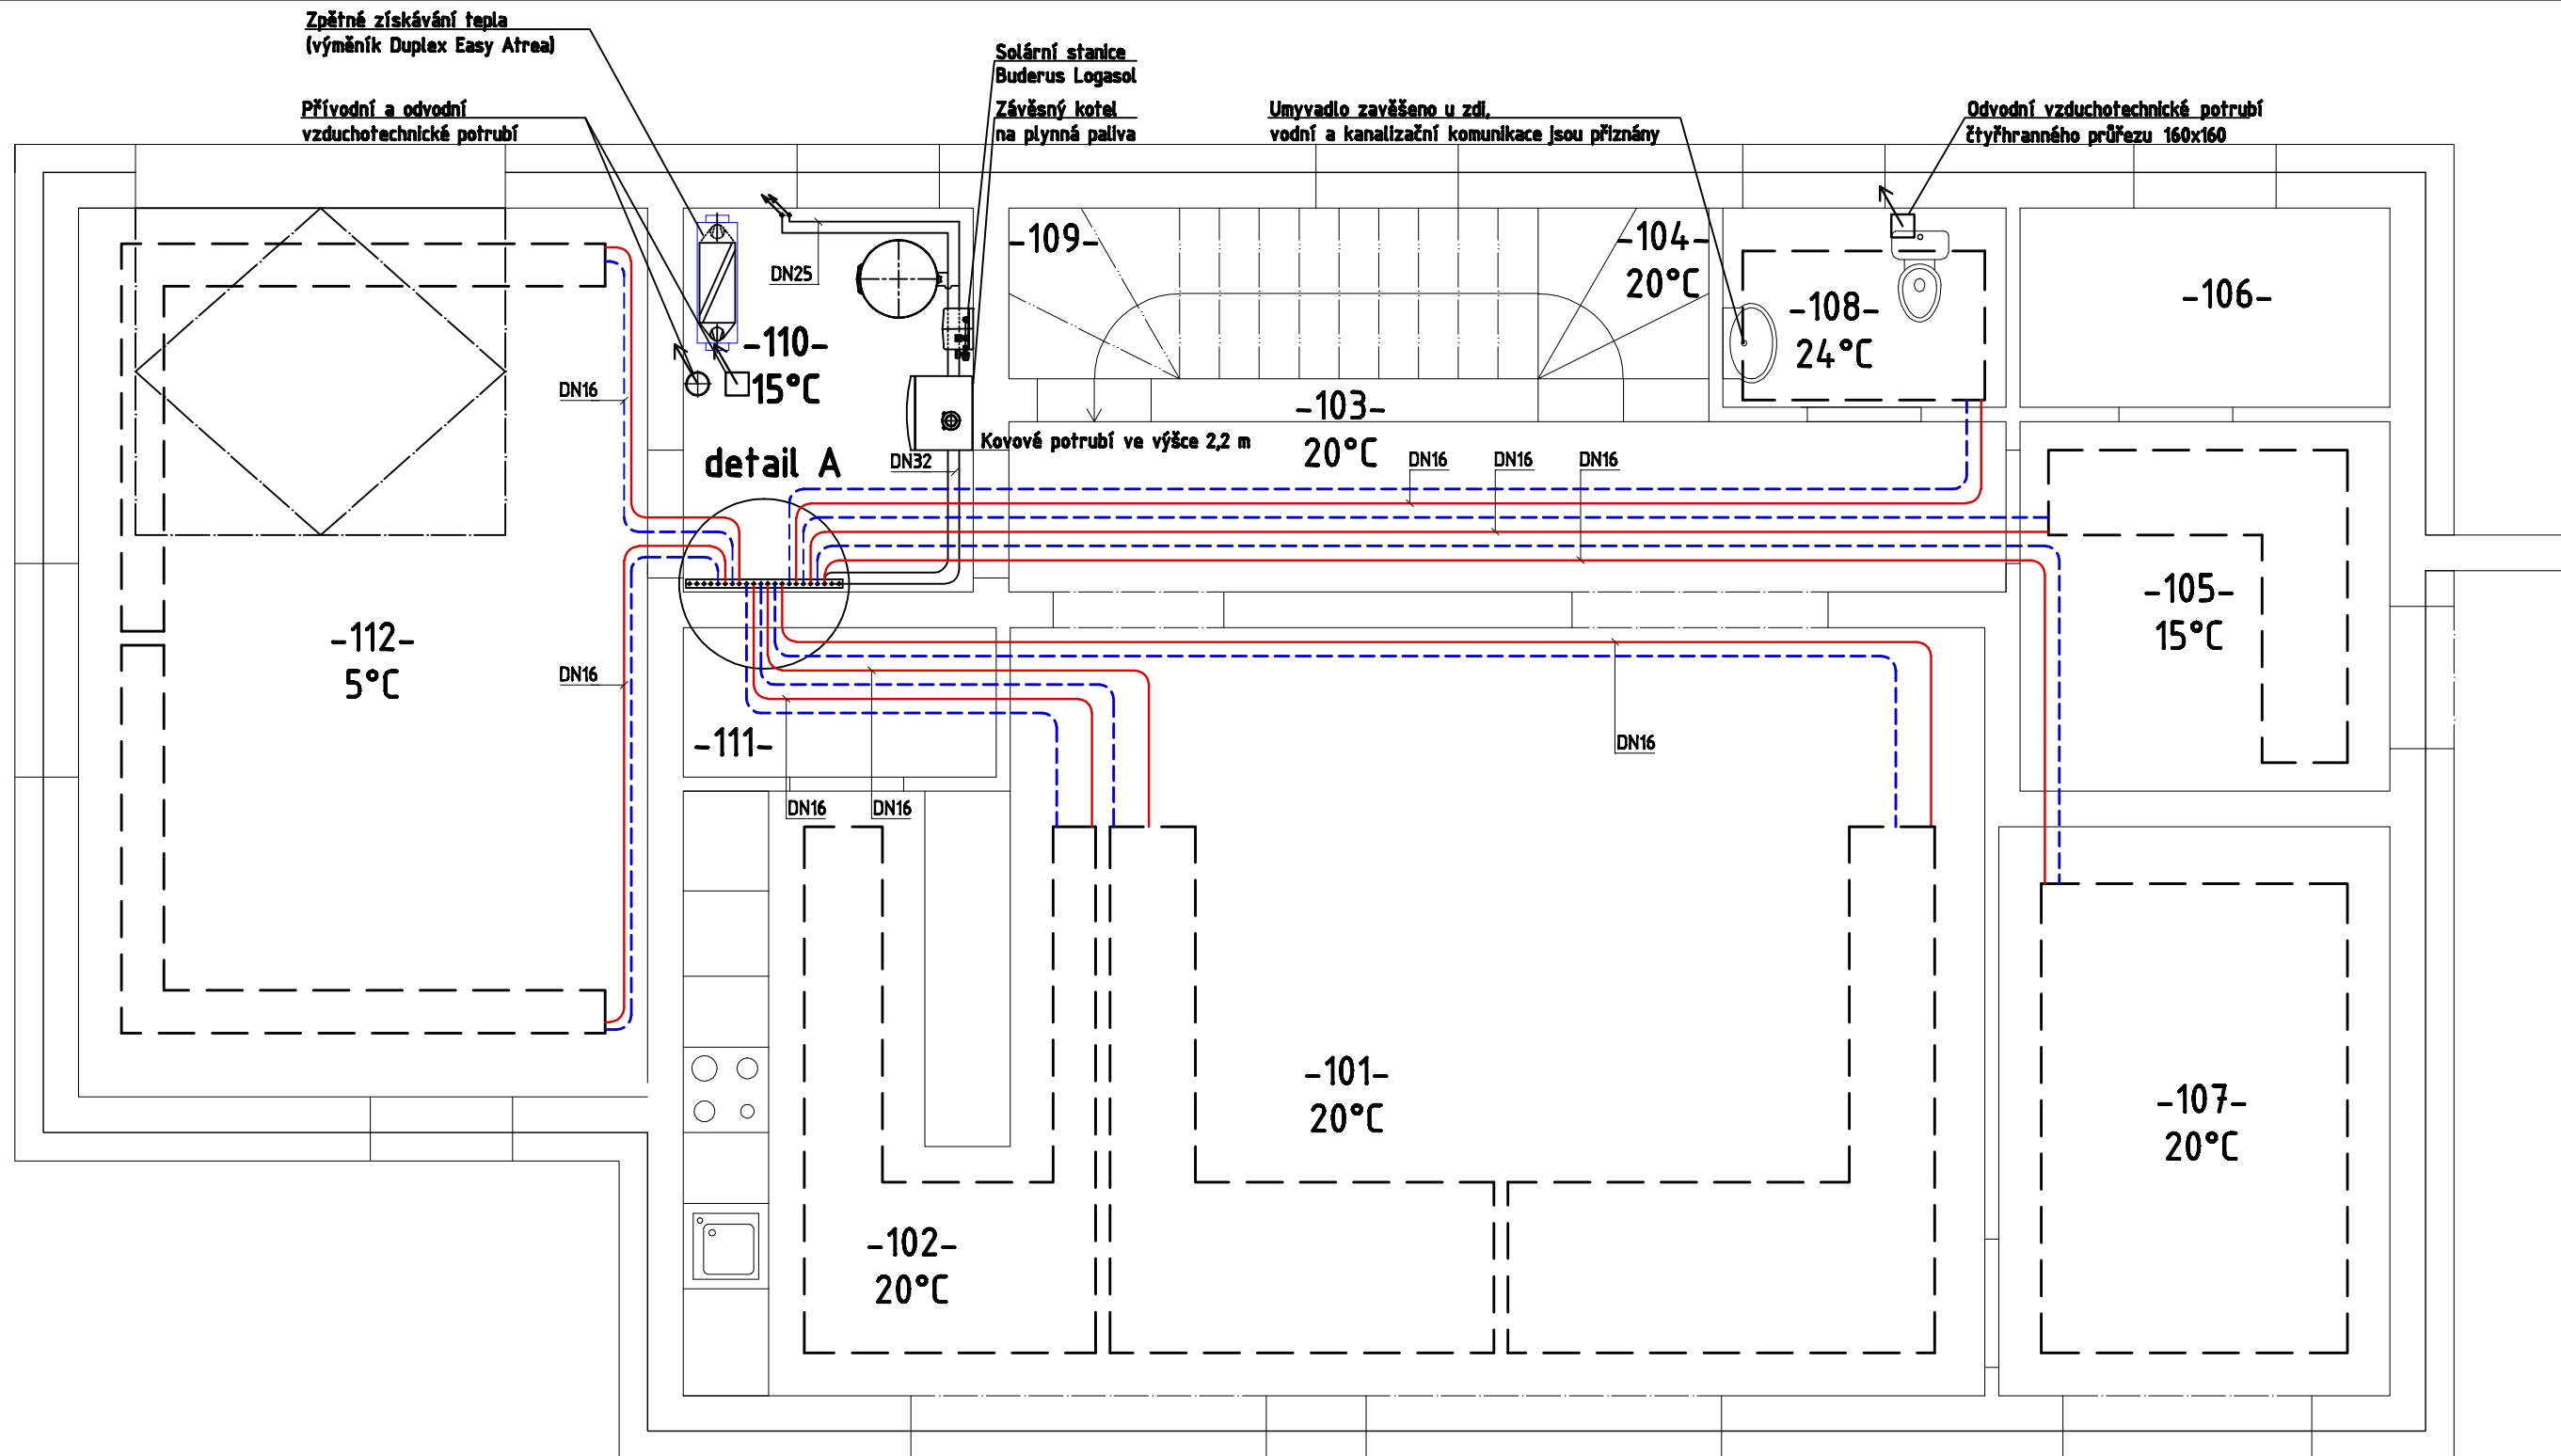 Zpětné získávání tepla
(výměník Duplex Easy Atrea)
Solární stanice
Buderus Logasol
Přívodní a odvodní
vzduchotechnické potrubí
Závěsný kotel
na plynná paliva
Umyvadlo zavěšeno u zdi,
vodní a kanalizační komunikace jsou přiznány
Odvodní vzduchotechnické potrubí
čtyřhranného průřezu 160x160
-109-
-104-
20°C
DN25
-106-
-108-
24°C
-110-
15°C
DN16
-103-
20°C
Kovové potrubí ve výšce 2,2 m
detail A
DN32
DN16
DN16
DN16
-105-
15°C
-112-
5°C
DN16
-111-
DN16
DN16
DN16
-101-
20°C
-107-
20°C
-102-
20°C